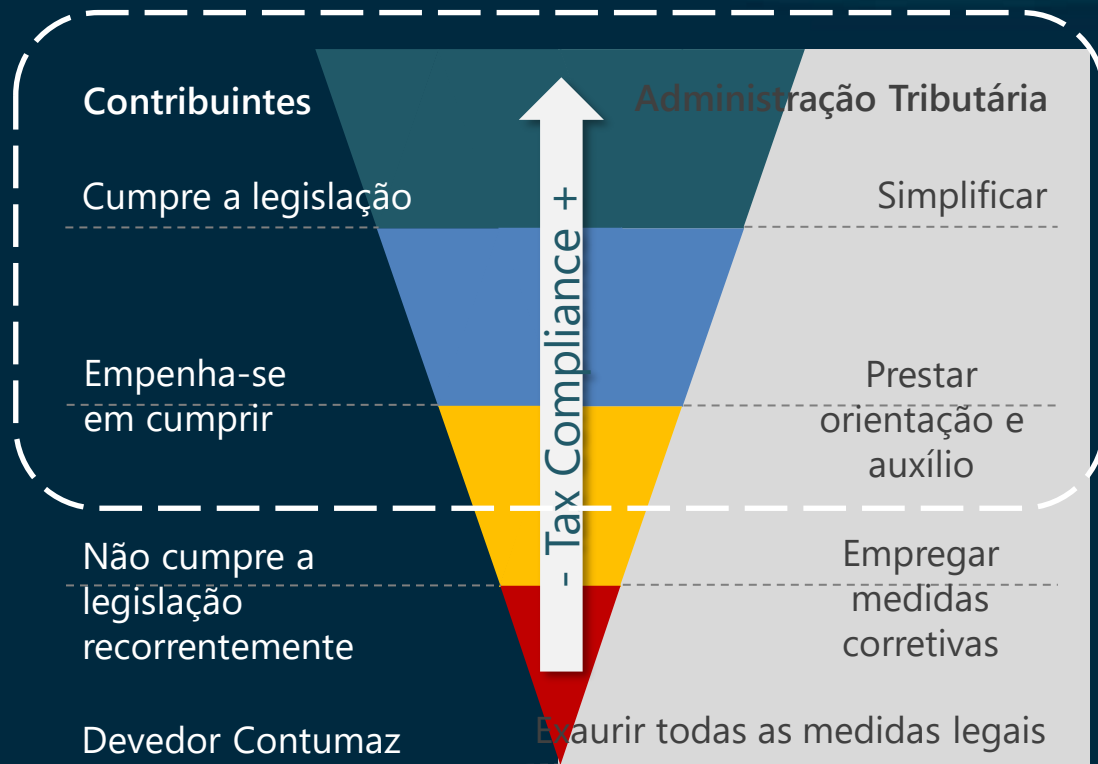 Contribuintes
Administração Tributária
Cumpre a legislação
Simplificar
Empenha-se
em cumprir
Prestar
orientação e
auxílio
Não cumpre a
legislação
recorrentemente
Empregar
medidas
corretivas
Devedor Contumaz
Exaurir todas as medidas legais
- Tax Compliance +